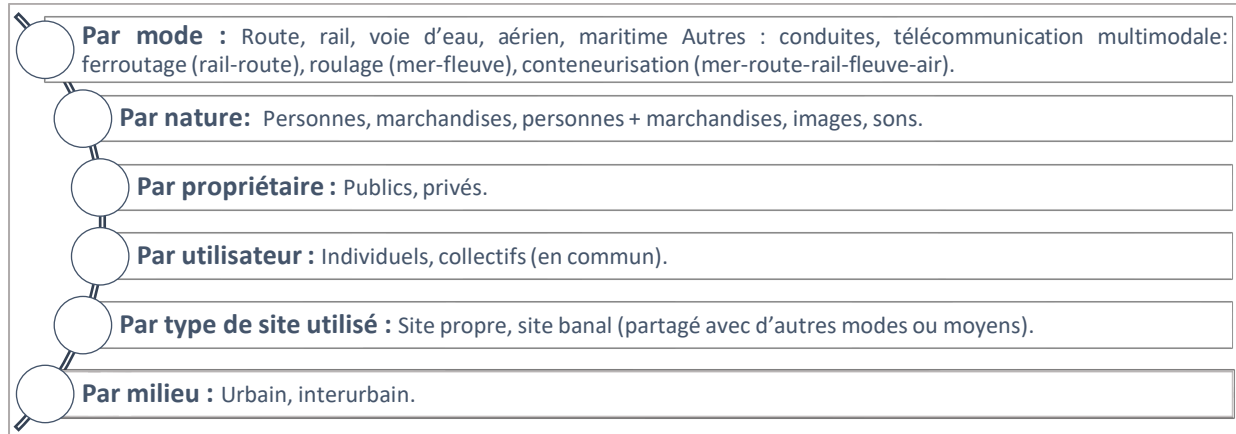 Par mode : Route, rail, voie d’eau, aérien, maritime Autres : conduites, télécommunication multimodale:
ferroutage (rail-route), roulage (mer-fleuve), conteneurisation (mer-route-rail-fleuve-air).
Par nature: Personnes, marchandises, personnes + marchandises, images, sons.
Par propriétaire : Publics, privés.
Par utilisateur : Individuels, collectifs (en commun).
Par type de site utilisé : Site propre, site banal (partagé avec d’autres modes ou moyens).
Par milieu : Urbain, interurbain.